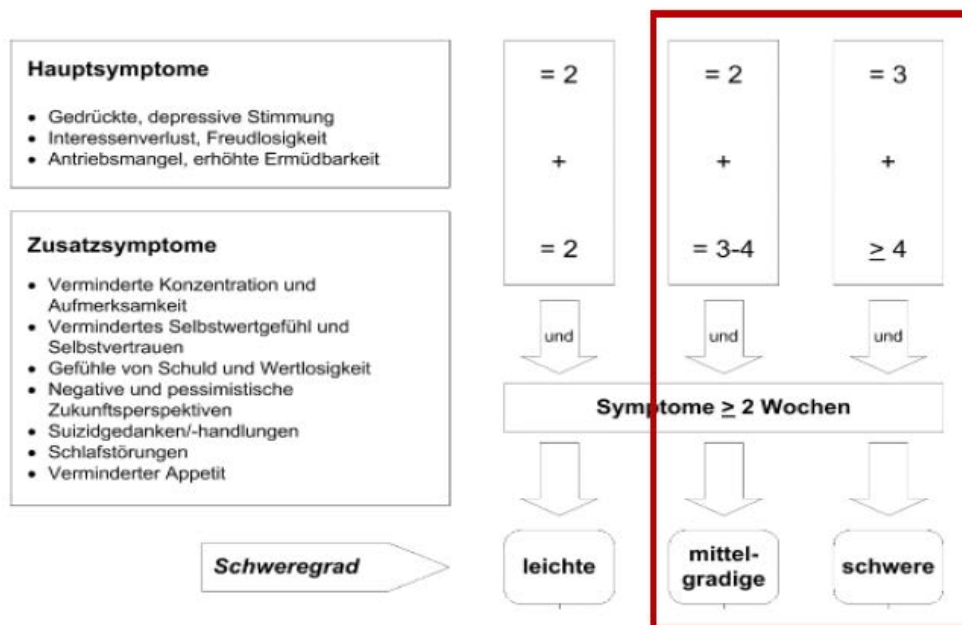 Hauptsymptome
• Gedrückte, depressive Stimmung
• Interessenverlust, Freudlosigkeit
• Antriebsmangel, erhöhte Ermüdbarkeit
Zusatzsymptome
• Verminderte Konzentration und
Aufmerksamkeit
• Vermindertes Selbstwertgefühl und
Selbstvertrauen
• Gefühle von Schuld und Wertlosigkeit
• Negative und pessimistische
Zukunftsperspektiven
• Suizidgedanken/-handlungen
• Schlafstörungen
• Verminderter Appetit
= 2 = 2 = 3
+ + +
= 2 = 3-4 ≥ 4
und und und
Symptome ≥ 2 Wochen
Schweregrad
leichte
mittel-
gradige
schwere